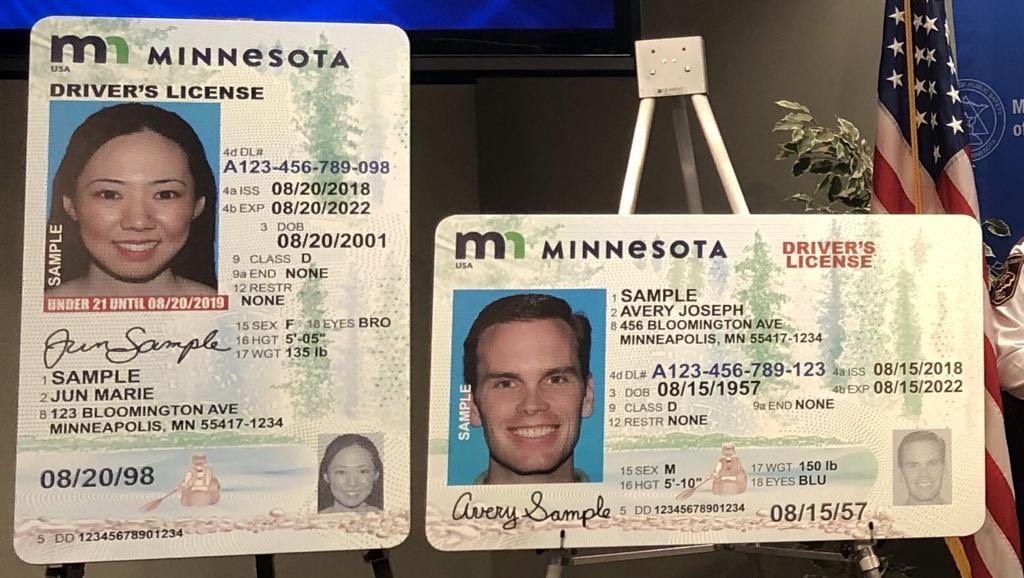 mn MINNESOTA
USA
DRIVER'S LICENSE
4d DL#
A123-456-789-098
4a ISS 08/20/2018
4b EXP 08/20/2022
3 DOB
08/20/2001
9 CLASS D
9a END NONE
12 RESTR
NONE
SAMPLE
UNDER 21 UNTIL 08/20/2019
15 SEX F 18 EYES BRO
16 HGT 5'-05"
17 WGT 135 lb
Jun Sample
1 SAMPLE
2 JUN MARIE
8 123 BLOOMINGTON AVE
MINNEAPOLIS, MN 55417-1234
08/20/98
5 DD 12345678901234
mn MINNESOTA
USA
DRIVER'S
LICENSE
1 SAMPLE
2 AVERY JOSEPH
8 456 BLOOMINGTON AVE
MINNEAPOLIS, MN 55417-1234
4d DL# A123-456-789-123 4a ISS 08/15/2018
3 DOB 08/15/1957 4b EXP 08/15/2022
9 CLASS D 9a END NONE
12 RESTR NONE
SAMPLE
15 SEX M 17 WGT 150 lb
16 HGT 5'-10" 18 EYES BLU
Avery Sample
5 DD 12345678901234
08/15/57